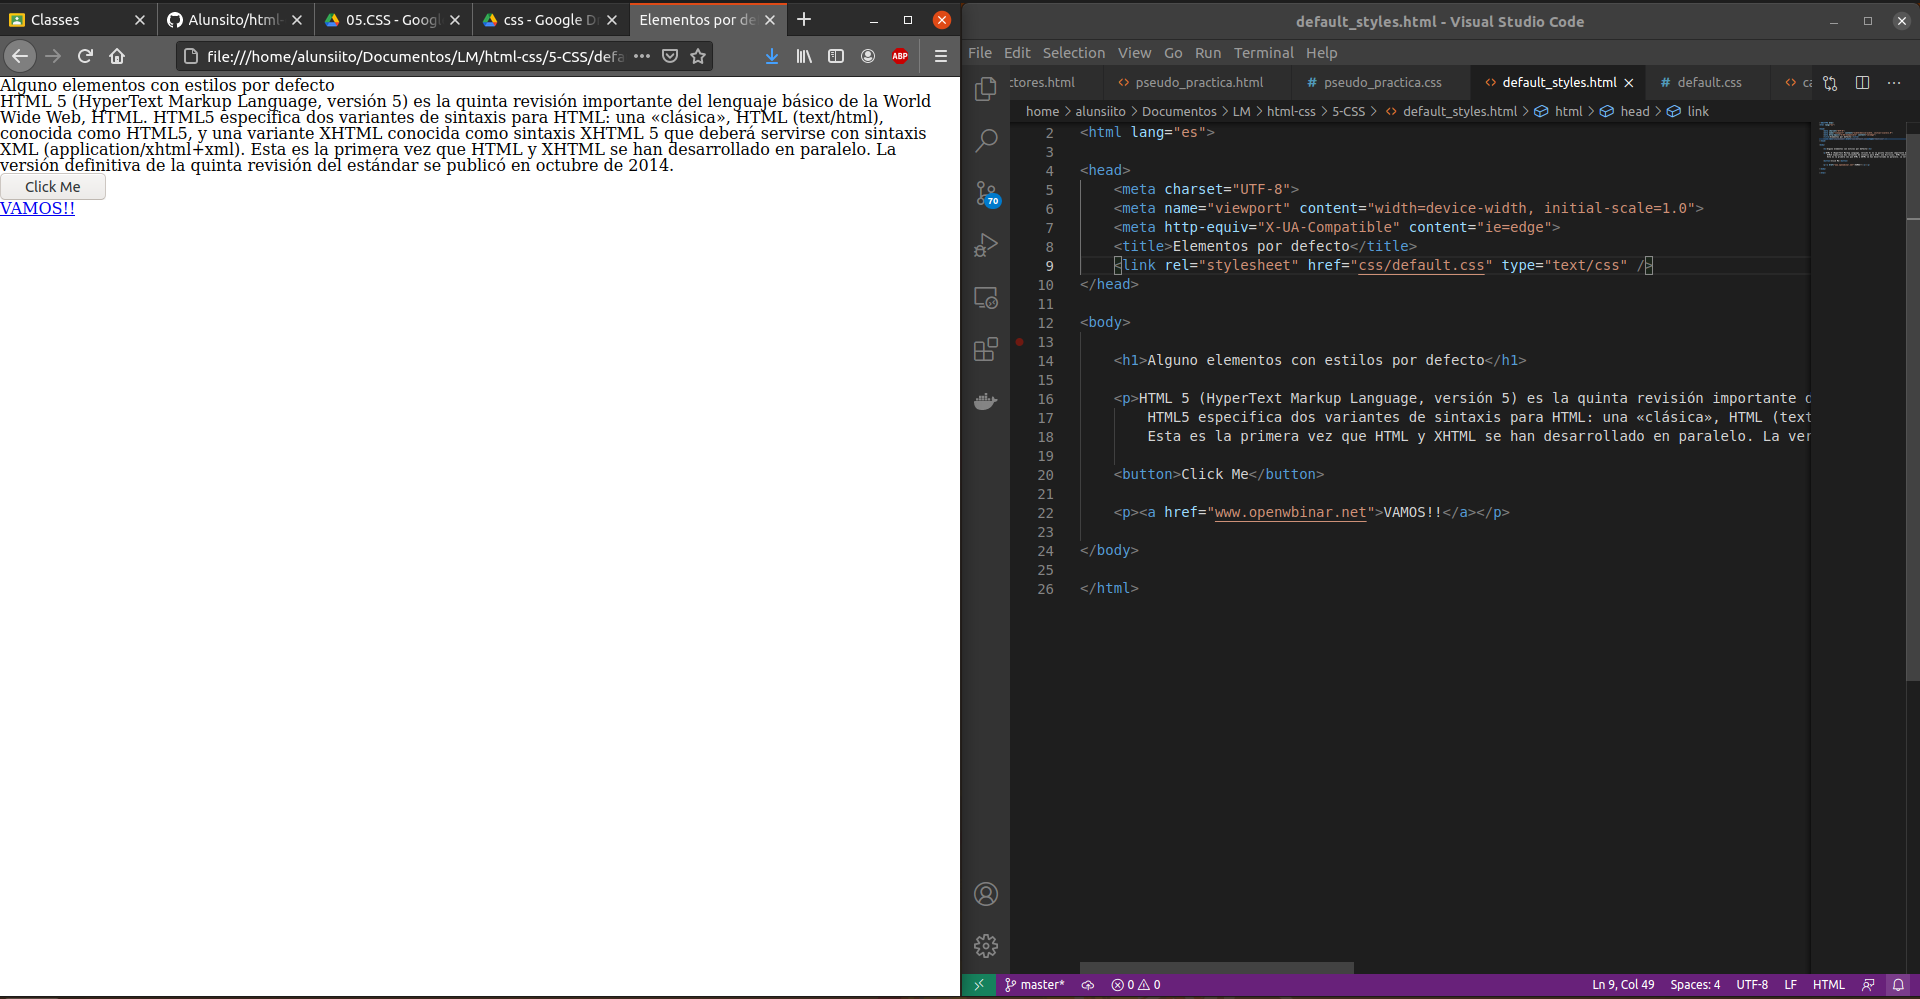 Classes
Alunsito/html-
05.CSS - Googl
css - Google D
Elementos por de
file:///home/alunsiito/Documentos/LM/html-css/5-CSS/defa
ABP
Alguno elementos con estilos por defecto
HTML 5 (HyperText Markup Language, versión 5) es la quinta revisión importante del lenguaje básico de la World
Wide Web, HTML. HTML5 especifica dos variantes de sintaxis para HTML: una «clásica», HTML (text/html),
conocida como HTML5, y una variante XHTML conocida como sintaxis XHTML 5 que deberá servirse con sintaxis
XML (application/xhtml+xml). Esta es la primera vez que HTML y XHTML se han desarrollado en paralelo. La
versión definitiva de la quinta revisión del estándar se publicó en octubre de 2014.
Click Me
VAMOS!!
default_styles.html - Visual Studio Code
File Edit Selection View Go Run Terminal Help
ctores.html
pseudo_practica.html
pseudo_practica.css
default_styles.html
default.css
ca
home > alunsiito > Documentos > LM > html-css > 5-CSS > default_styles.html > html > head > link
70
2 <html lang="es">
3
4 <head>
5 <meta charset="UTF-8">
6 <meta name="viewport" content="width=device-width, initial-scale=1.0">
7 <meta http-equiv="X-UA-Compatible" content="ie=edge">
8 <title>Elementos por defecto</title>
9 <link rel="stylesheet" href="css/default.css" type="text/css" />
10 </head>
11
12 <body>
13
14 <h1>Alguno elementos con estilos por defecto</h1>
15
16 <p>HTML 5 (HyperText Markup Language, versión 5) es la quinta revisión importante d
17 HTML5 especifica dos variantes de sintaxis para HTML: una «clásica», HTML (text
18 Esta es la primera vez que HTML y XHTML se han desarrollado en paralelo. La ver
19
20 <button>Click Me</button>
21
22 <p><a href="www.openwbinar.net">VAMOS!!</a></p>
23
24 </body>
25
26 </html>
master* 0 0 Ln 9, Col 49 Spaces: 4 UTF-8 LF HTML